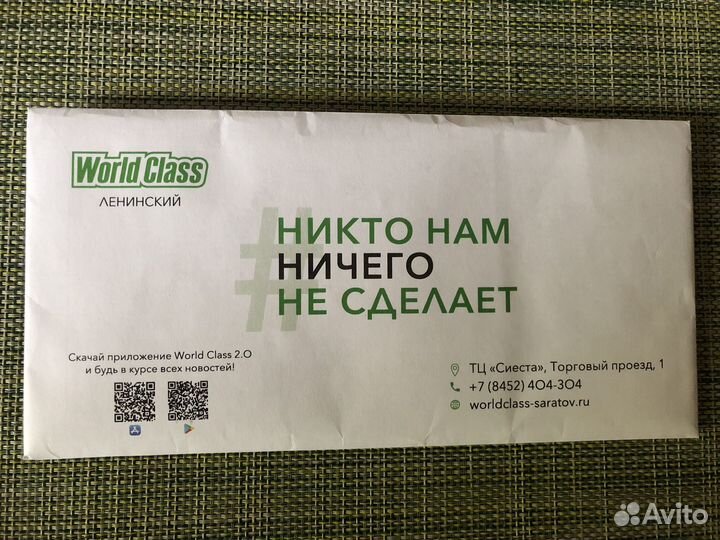 World Class
ЛЕНИНСКИЙ
#НИКТО НАМ
НИЧЕГО
НЕ СДЕЛАЕТ
Скачай приложение World Class 2.0
и будь в курсе всех новостей!
ТЦ «Сиеста», Торговый проезд, 1
+7 (8452) 404-304
worldclass-saratov.ru
Avito